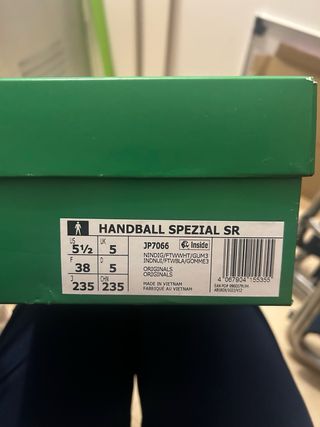 HANDBALL SPEZIAL SR
US 5½ UK 5
F 38 D 5
J 235 CHN 235
JP7066 Inside
NINDIG/FTWWHT/GUM3
INDNUI/FTWBLA/GOMME3
ORIGINALS
ORIGINALS
MADE IN VIETNAM
FABRIQUÉ AU VIETNAM
4 067904 155355